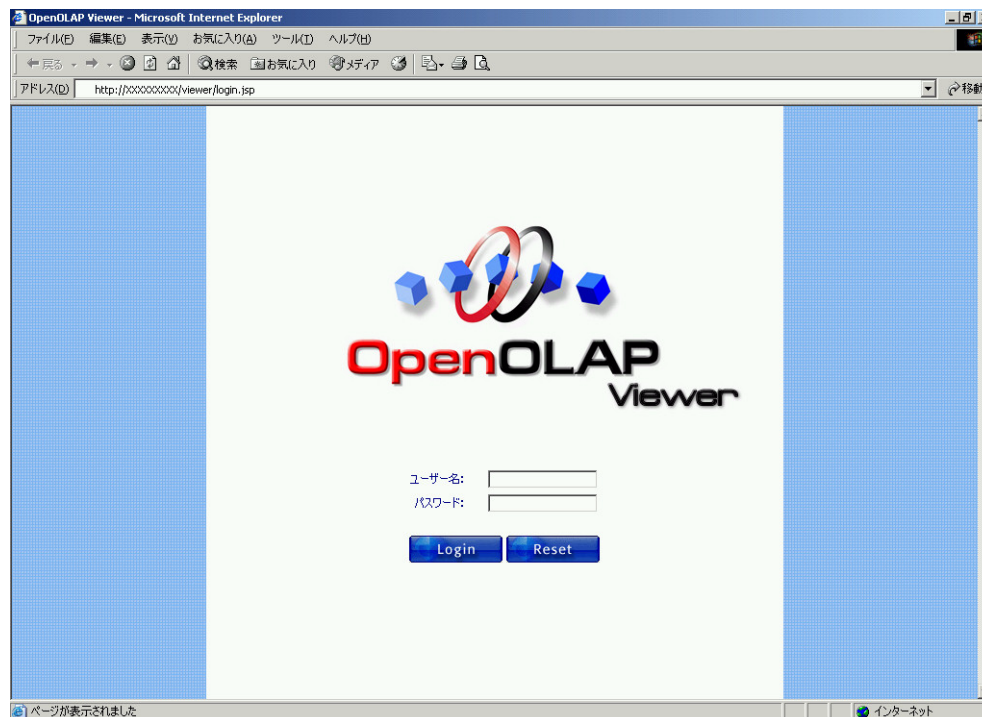 OpenOLAP Viewer - Microsoft Internet Explorer
ファイル(F) 編集(E) 表示(V) お気に入り(A) ツール(T) ヘルプ(H)
戻る 検索 お気に入り メディア
アドレス(D) http://XXXXXXXXX/viewer/login.jsp 移動
OpenOLAP
Viewer
ユーザー名:
パスワード:
Login Reset
ページが表示されました インターネット